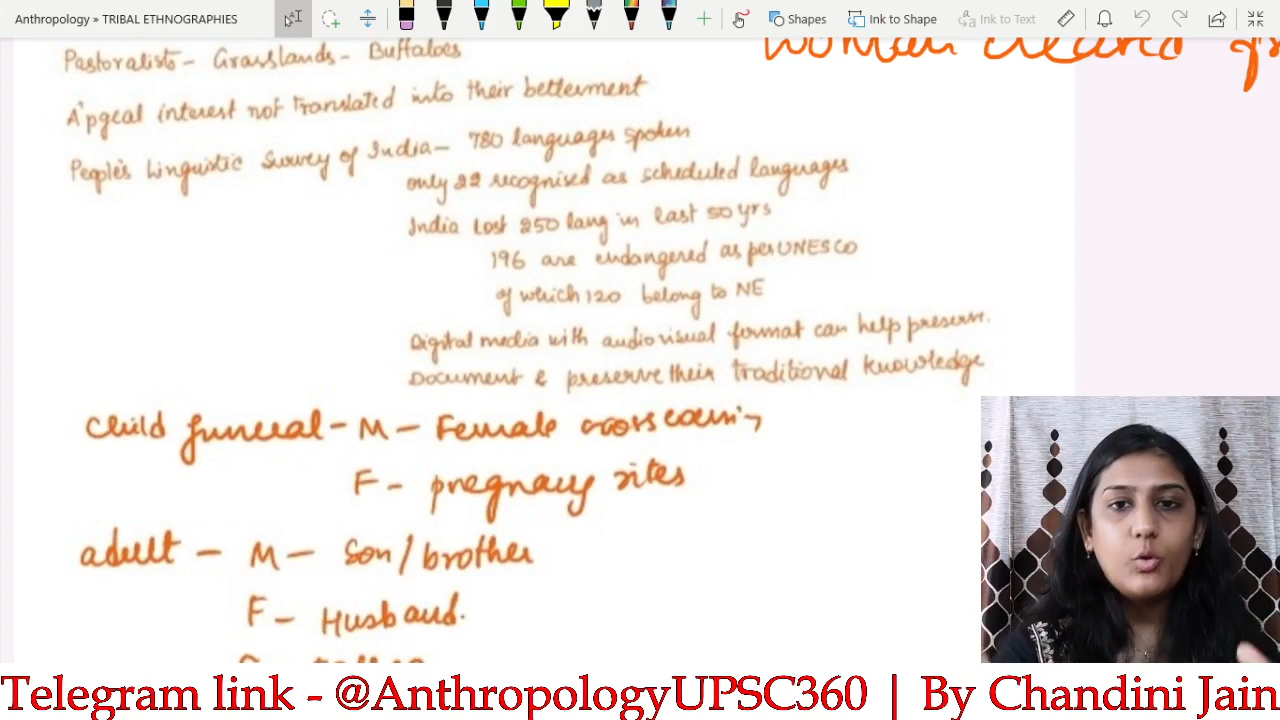 Anthropology » TRIBAL ETHNOGRAPHIES
Shapes
Ink to Shape
Ink to Text
Pastoralists - Grasslands - Buffaloes
woman created
A'pgcal interest not translated into their betterment
People's Linguistic Survey of India - 780 languages spoken
only 22 recognised as scheduled languages
India Lost 250 lang in last 50 yrs
196 are endangered as per UNESCO
of which 120 belong to NE
Digital media with audio visual format can help preserve.
Document & preserve their traditional knowledge
Child funeral - M - Female cross cousin
F - pregnancy rites
adult - M - Son/brother
F - Husband.
Telegram link - @AnthropologyUPSC360 | By Chandini Jain